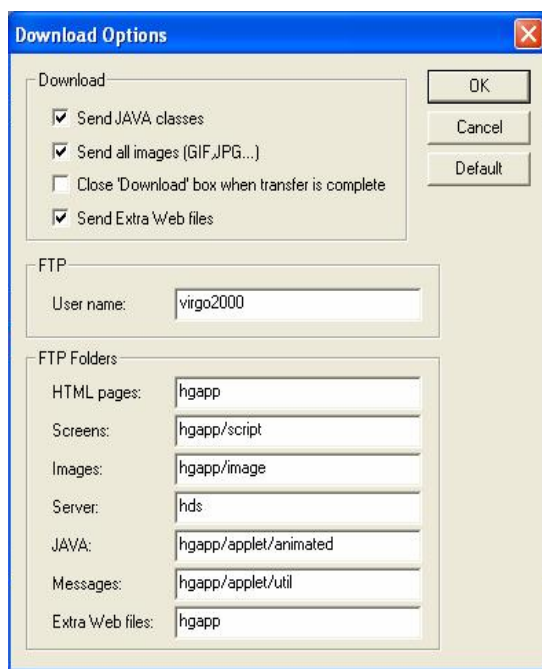 Download Options
Download
Send JAVA classes
Send all images (GIF,JPG...)
Close 'Download' box when transfer is complete
Send Extra Web files
OK
Cancel
Default
FTP
User name: virgo2000
FTP Folders
HTML pages: hgapp
Screens: hgapp/script
Images: hgapp/image
Server: hds
JAVA: hgapp/applet/animated
Messages: hgapp/applet/util
Extra Web files: hgapp